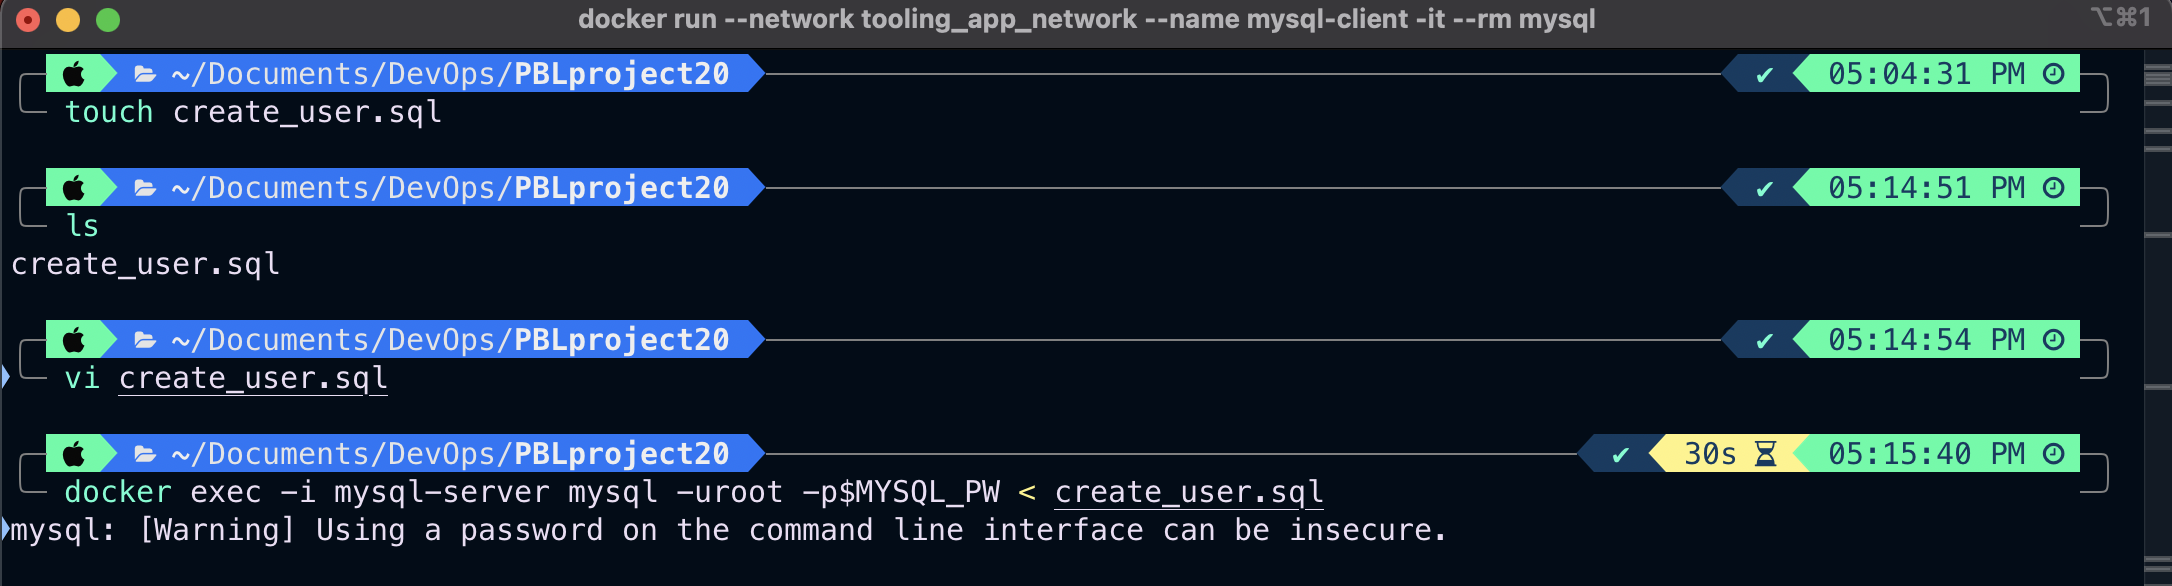 docker run --network tooling_app_network --name mysql-client -it --rm mysql
⌥⌘1
~/Documents/DevOps/PBLproject20 ✔ 05:04:31 PM
touch create_user.sql
~/Documents/DevOps/PBLproject20 ✔ 05:14:51 PM
ls
create_user.sql
~/Documents/DevOps/PBLproject20 ✔ 05:14:54 PM
vi create_user.sql
~/Documents/DevOps/PBLproject20 ✔ 30s 05:15:40 PM
docker exec -i mysql-server mysql -uroot -p$MYSQL_PW < create_user.sql
mysql: [Warning] Using a password on the command line interface can be insecure.